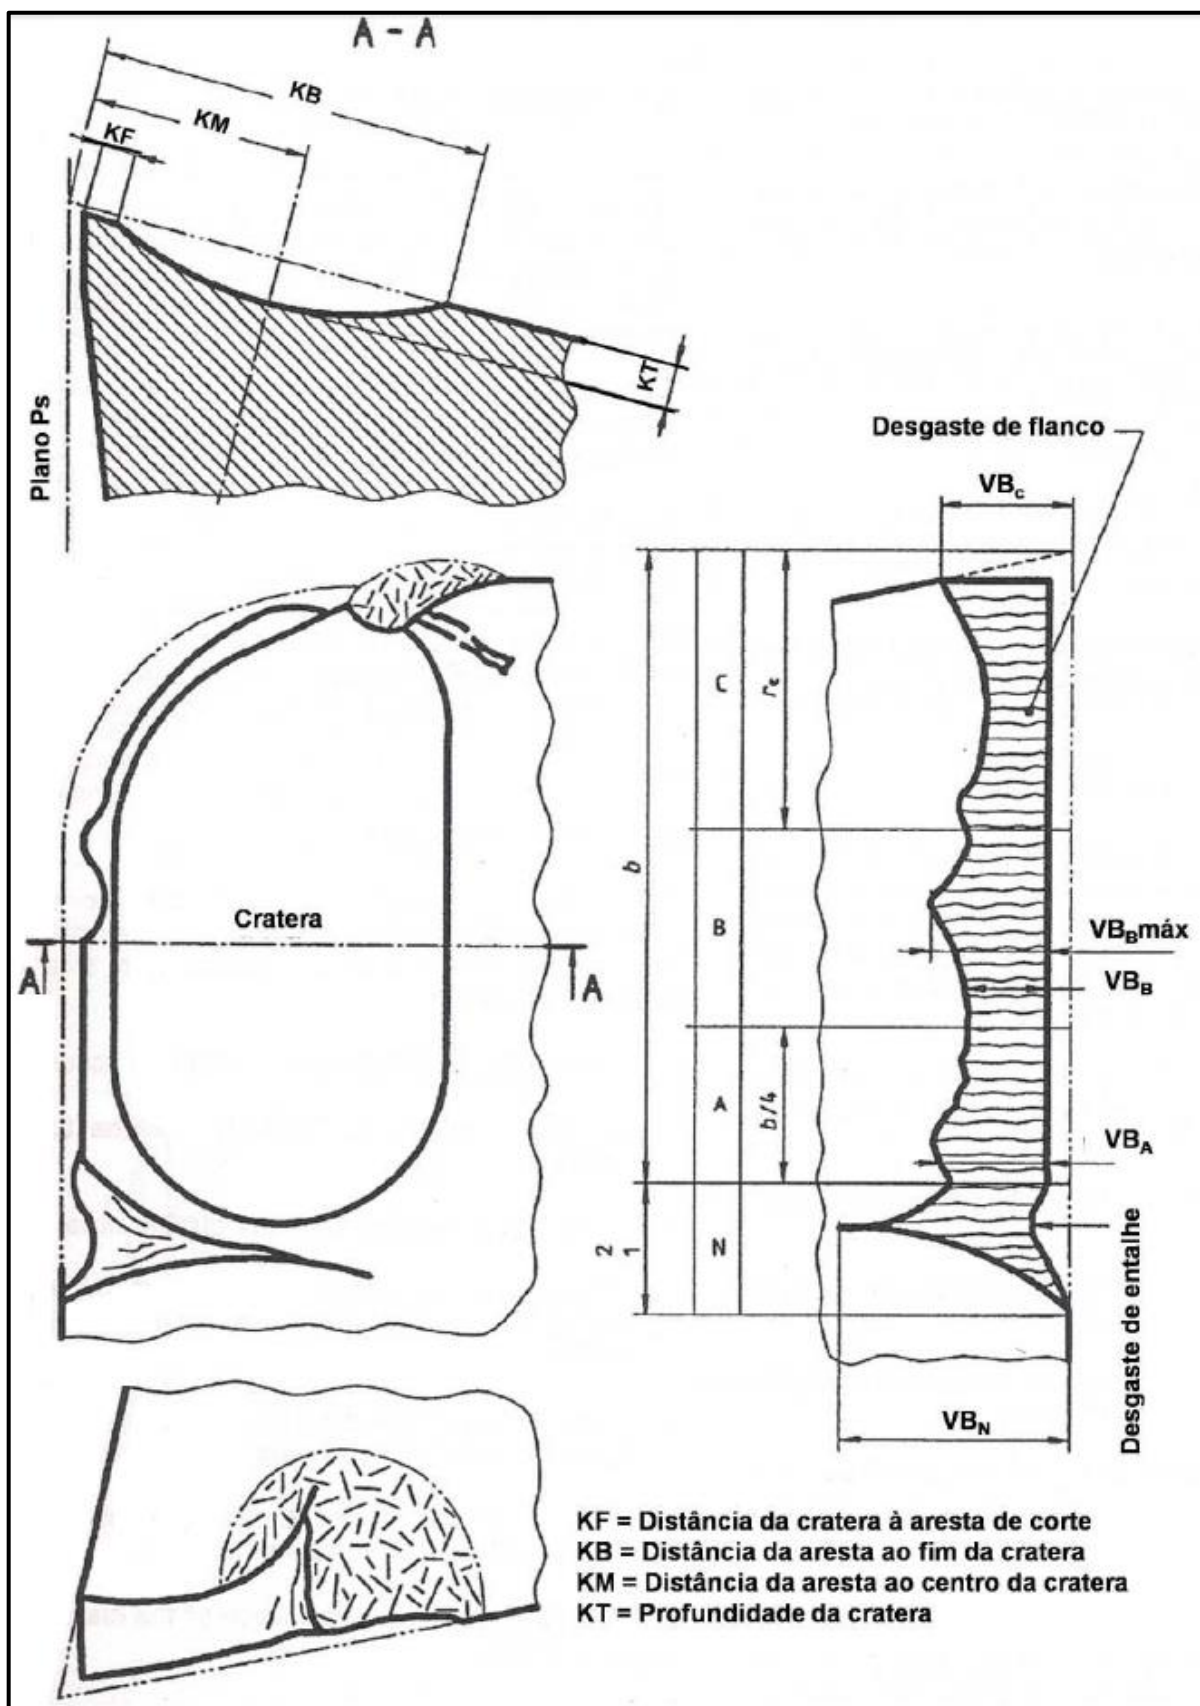 A - A
KB
KM
KF
KT
Plano Ps
Desgaste de flanco
VBc
C
rε
b
B
VBB máx
VBB
Cratera
A
A
A
b/4
VBA
2
1
N
Desgaste de entalhe
VBN
KF = Distância da cratera à aresta de corte
KB = Distância da aresta ao fim da cratera
KM = Distância da aresta ao centro da cratera
KT = Profundidade da cratera